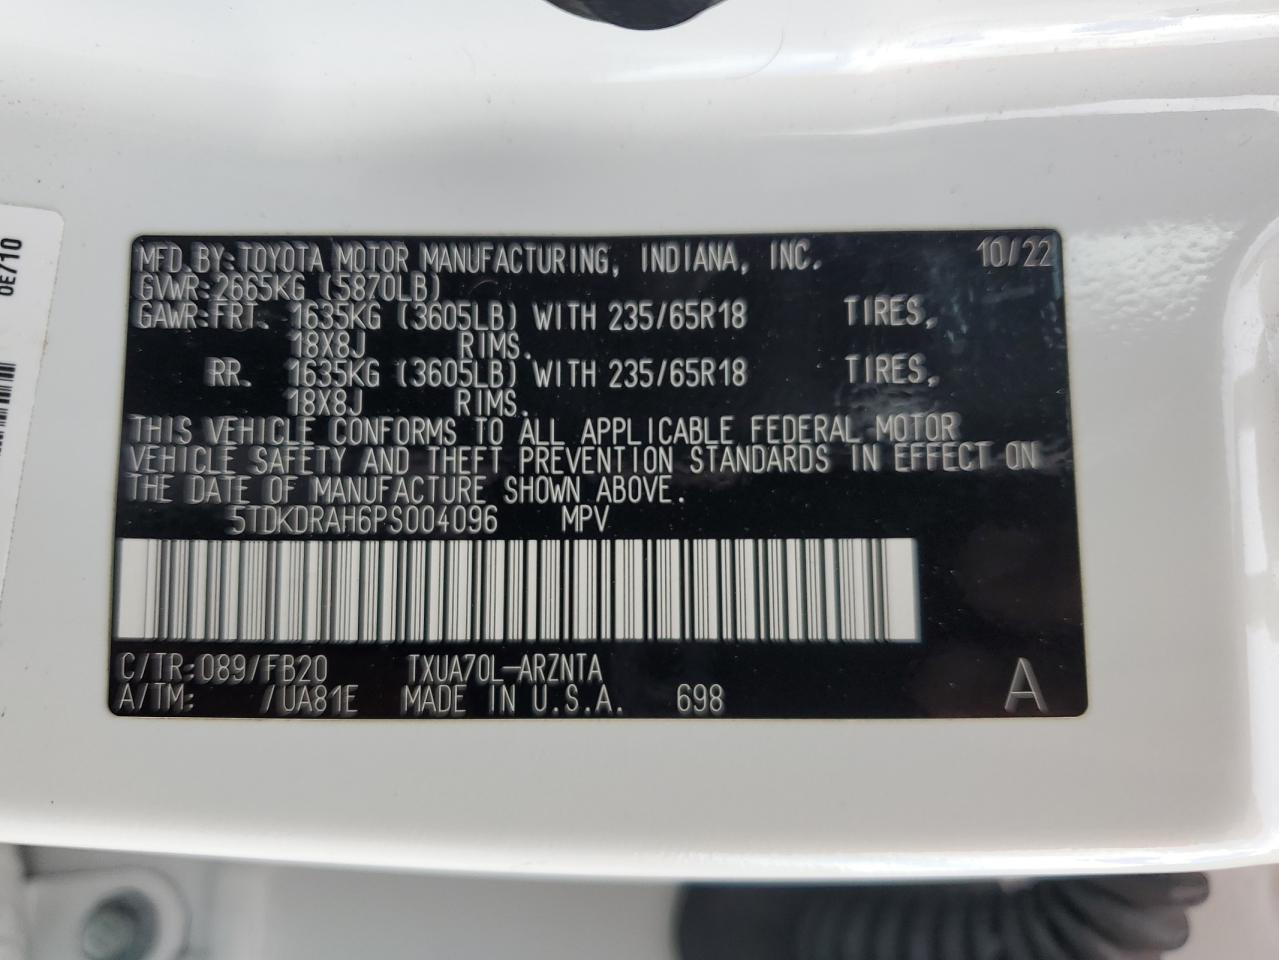 MFD. BY: TOYOTA MOTOR MANUFACTURING, INDIANA, INC. 10/22
GVWR: 2665KG (5870LB)
GAWR: FRT. 1635KG (3605LB) WITH 235/65R18 TIRES,
18X8J RIMS.
RR. 1635KG (3605LB) WITH 235/65R18 TIRES,
18X8J RIMS.
THIS VEHICLE CONFORMS TO ALL APPLICABLE FEDERAL MOTOR
VEHICLE SAFETY AND THEFT PREVENTION STANDARDS IN EFFECT ON
THE DATE OF MANUFACTURE SHOWN ABOVE.
5TDKDRAH6PS004096 MPV
C/TR: 089/FB20 TXUA70L-ARZNTA
A/TM: /UA81E MADE IN U.S.A. 698 A
0E710